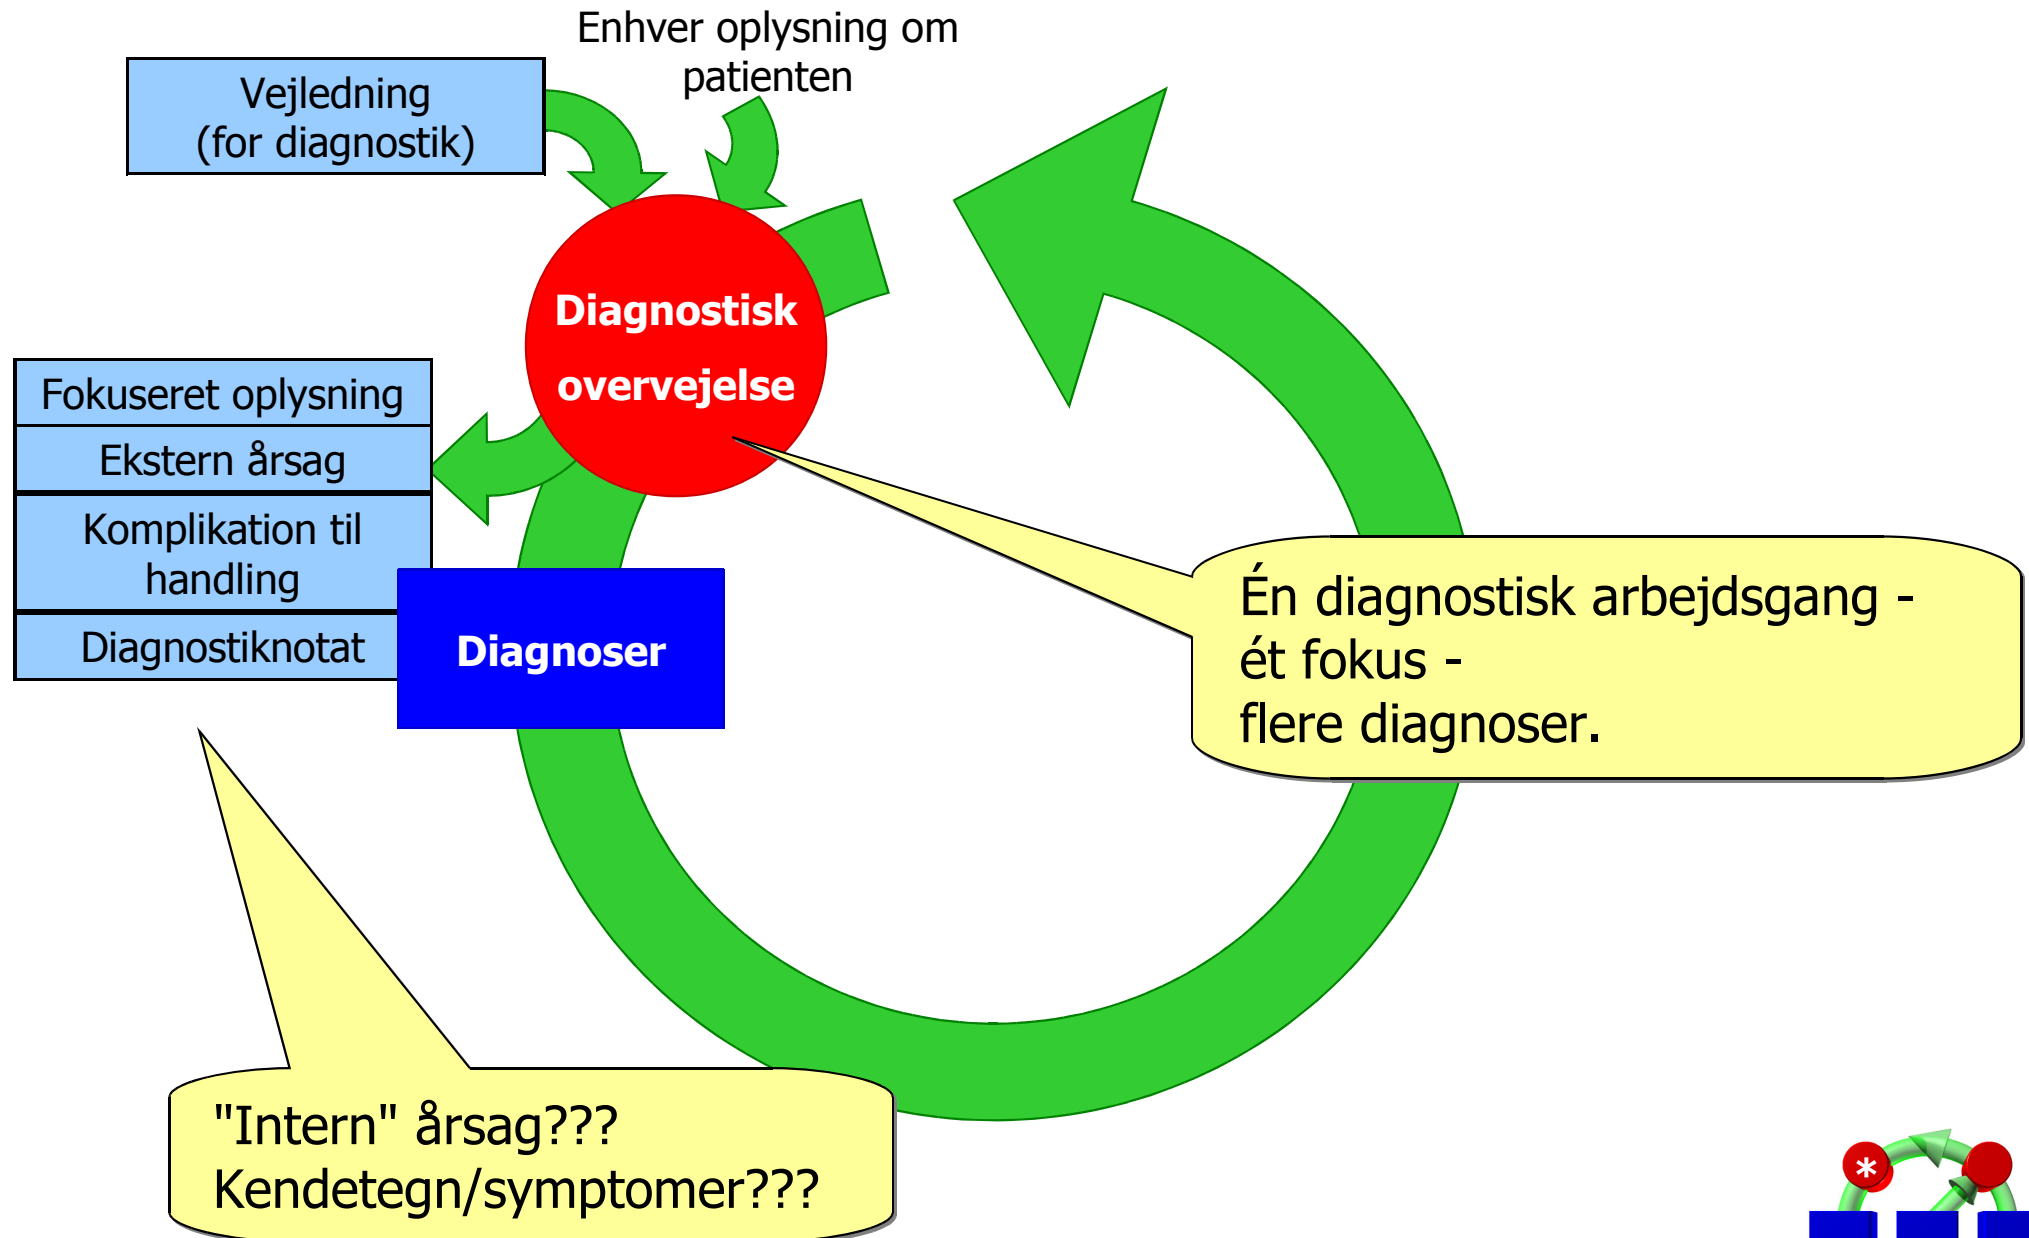 Enhver oplysning om
patienten
Vejledning
(for diagnostik)
Diagnostisk
overvejelse
Fokuseret oplysning
Ekstern årsag
Komplikation til
handling
Diagnostiknotat
Diagnoser
Én diagnostisk arbejdsgang -
ét fokus -
flere diagnoser.
"Intern" årsag???
Kendetegn/symptomer???
*